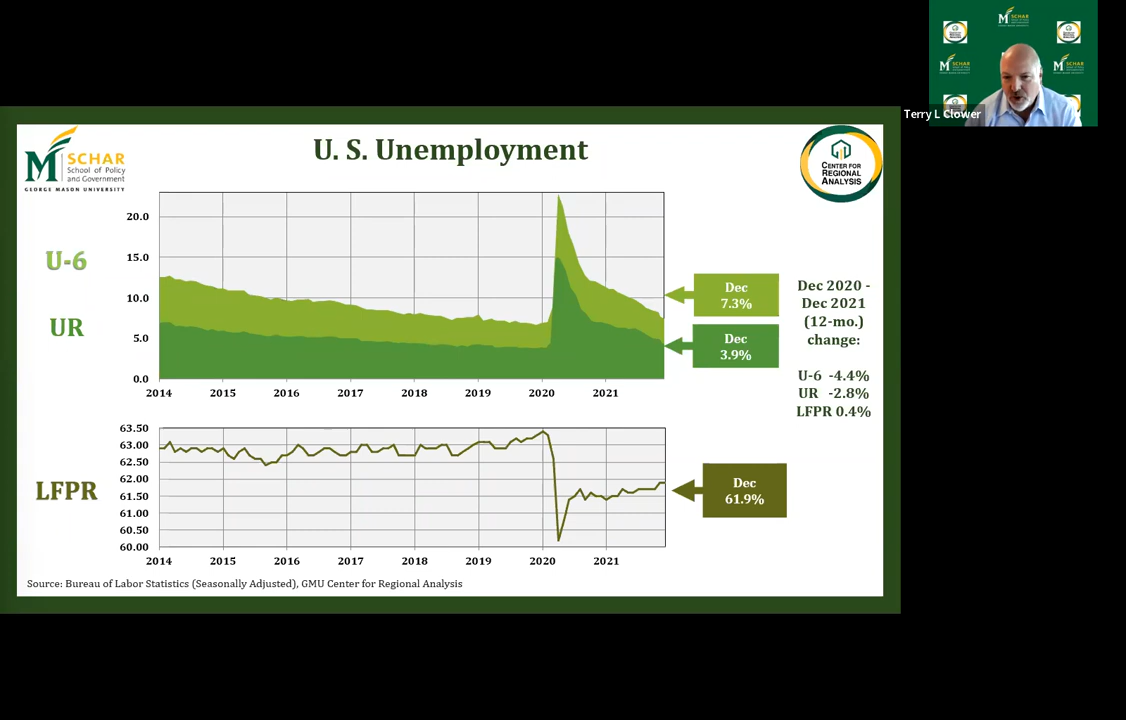 U. S. Unemployment
M SCHAR
School of Policy
and Government
GEORGE MASON UNIVERSITY
CENTER FOR
REGIONAL
ANALYSIS
SCHAR
M SCHAR
M SCHAR
Terry L Clower
U-6
UR
20.0
15.0
10.0
5.0
0.0
2014 2015 2016 2017 2018 2019 2020 2021
Dec
7.3%
Dec
3.9%
Dec 2020 -
Dec 2021
(12-mo.)
change:
U-6 -4.4%
UR -2.8%
LFPR 0.4%
LFPR
63.50
63.00
62.50
62.00
61.50
61.00
60.50
60.00
2014 2015 2016 2017 2018 2019 2020 2021
Dec
61.9%
Source: Bureau of Labor Statistics (Seasonally Adjusted), GMU Center for Regional Analysis